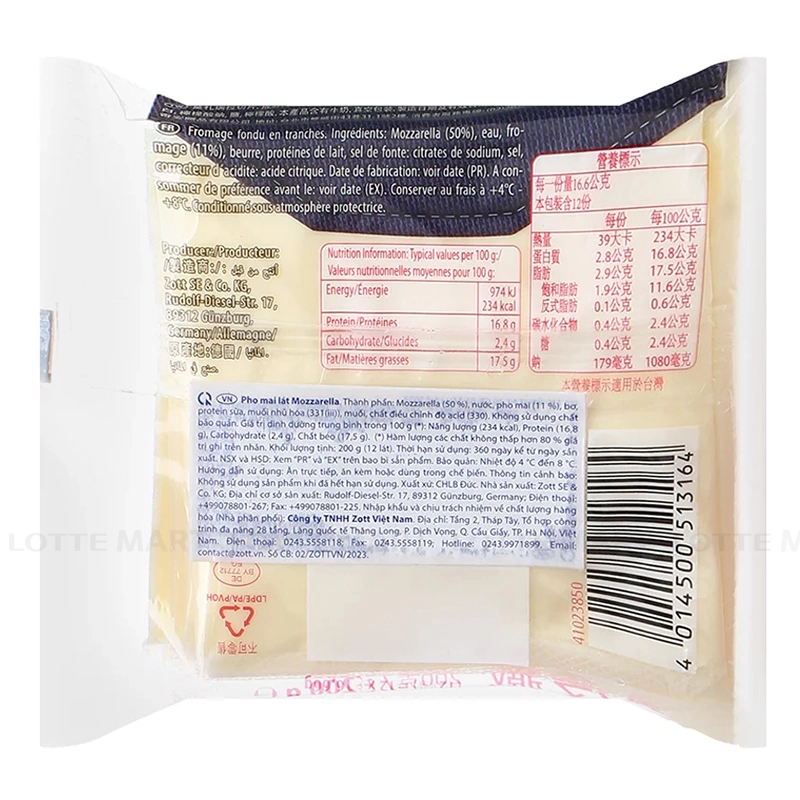 FR Fromage fondu en tranches. Ingrédients: Mozzarella (50%), eau, fro-
mage (11%), beurre, protéines de lait, sel de fonte: citrates de sodium, sel,
correcteur d'acidité: acide citrique. Date de fabrication: voir date (PR). A con-
sommer de préférence avant le: voir date (EX). Conserver au frais à +4°C -
+8°C. Conditionné sous atmosphère protectrice.
Producer:/Producteur:
/製造商:/
Zott SE & Co. KG,
Rudolf-Diesel-Str. 17,
89312 Günzburg,
Germany/Allemagne/
原產地:德國/
Nutrition Information: Typical values per 100 g:/
Valeurs nutritionnelles moyennes pour 100 g:
Energy/Énergie 974 kJ
234 kcal
Protein/Protéines 16,8 g
Carbohydrate/Glucides 2,4 g
Fat/Matières grasses 17,5 g
營養標示
每一份量16.6公克
本包裝含12份
每份 每100公克
熱量 39大卡 234大卡
蛋白質 2.8公克 16.8公克
脂肪 2.9公克 17.5公克
飽和脂肪 1.9公克 11.6公克
反式脂肪 0.1公克 0.6公克
碳水化合物 0.4公克 2.4公克
糖 0.4公克 2.4公克
鈉 179毫克 1080毫克
本營養標示適用於台灣
CR VN Pho mai lát Mozzarella. Thành phần: Mozzarella (50 %), nước, pho mai (11 %), bơ,
protein sữa, muối nhũ hóa (331(iii)), muối, chất điều chỉnh độ acid (330). Không chứa chất
bảo quản. Giá trị dinh dưỡng trung bình trong 100 g (*): Năng lượng (234 kcal), Protein (16,8
g), Carbohydrate (2,4 g), Chất béo (17,5 g). (*) Hàm lượng các chất không thấp hơn 80 % giá
trị ghi trên nhãn. Khối lượng tịnh: 200 g (12 lát). Thời hạn sử dụng: 360 ngày kể từ ngày sản
xuất. NSX và HSD: Xem "PR" và "EX" trên bao bì sản phẩm. Bảo quản: Nhiệt độ 4 °C đến 8 °C.
Hướng dẫn sử dụng: Ăn trực tiếp, ăn kèm hoặc dùng trong chế biến. Thông tin cảnh báo:
Không sử dụng sản phẩm khi đã hết hạn sử dụng. Xuất xứ: CHLB Đức. Nhà sản xuất: Zott SE &
Co. KG; Địa chỉ cơ sở sản xuất: Rudolf-Diesel-Str. 17, 89312 Günzburg, Germany; Điện thoại:
+499078801-267; Fax: +499078801-225. Nhập khẩu và chịu trách nhiệm về chất lượng hàng
hóa (Nhà phân phối): Công ty TNHH Zott Việt Nam. Địa chỉ: Tầng 2, Tháp Tây, Tổ hợp công
trình đa năng 28 tầng, Làng quốc tế Thăng Long, P. Dịch Vọng, Q. Cầu Giấy, TP. Hà Nội, Việt
Nam. Điện thoại: 0243.5558118; Fax: 0243.5558119; Hotline: 0243.9971899, Email:
contact@zott.vn. Số CB: 02/ZOTTVN/2023.
LOTTE MART
LOTTE M
DE
BY 77712
EG
LDPE/PA/PVOH
不可零售
41023850
4 014500 513164